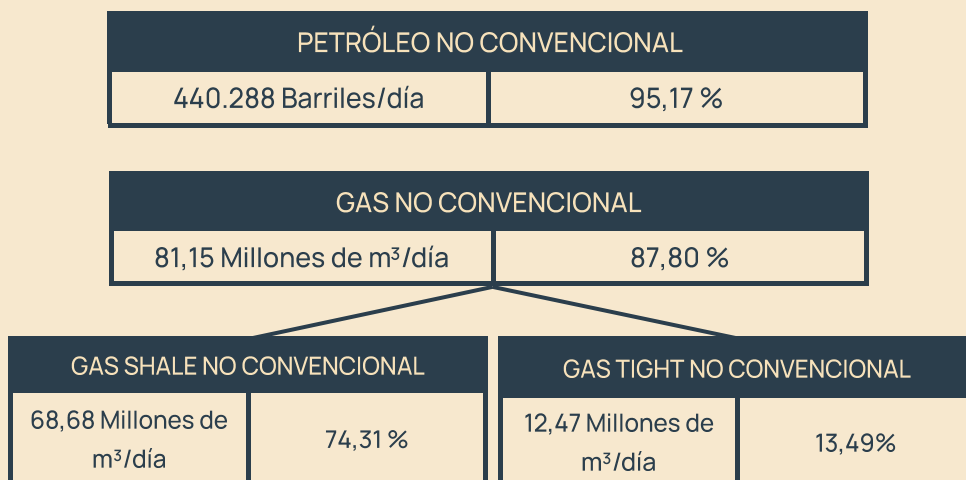 PETRÓLEO NO CONVENCIONAL
440.288 Barriles/día
95,17 %
GAS NO CONVENCIONAL
81,15 Millones de m³/día
87,80 %
GAS SHALE NO CONVENCIONAL
68,68 Millones de
m³/día
74,31 %
GAS TIGHT NO CONVENCIONAL
12,47 Millones de
m³/día
13,49%